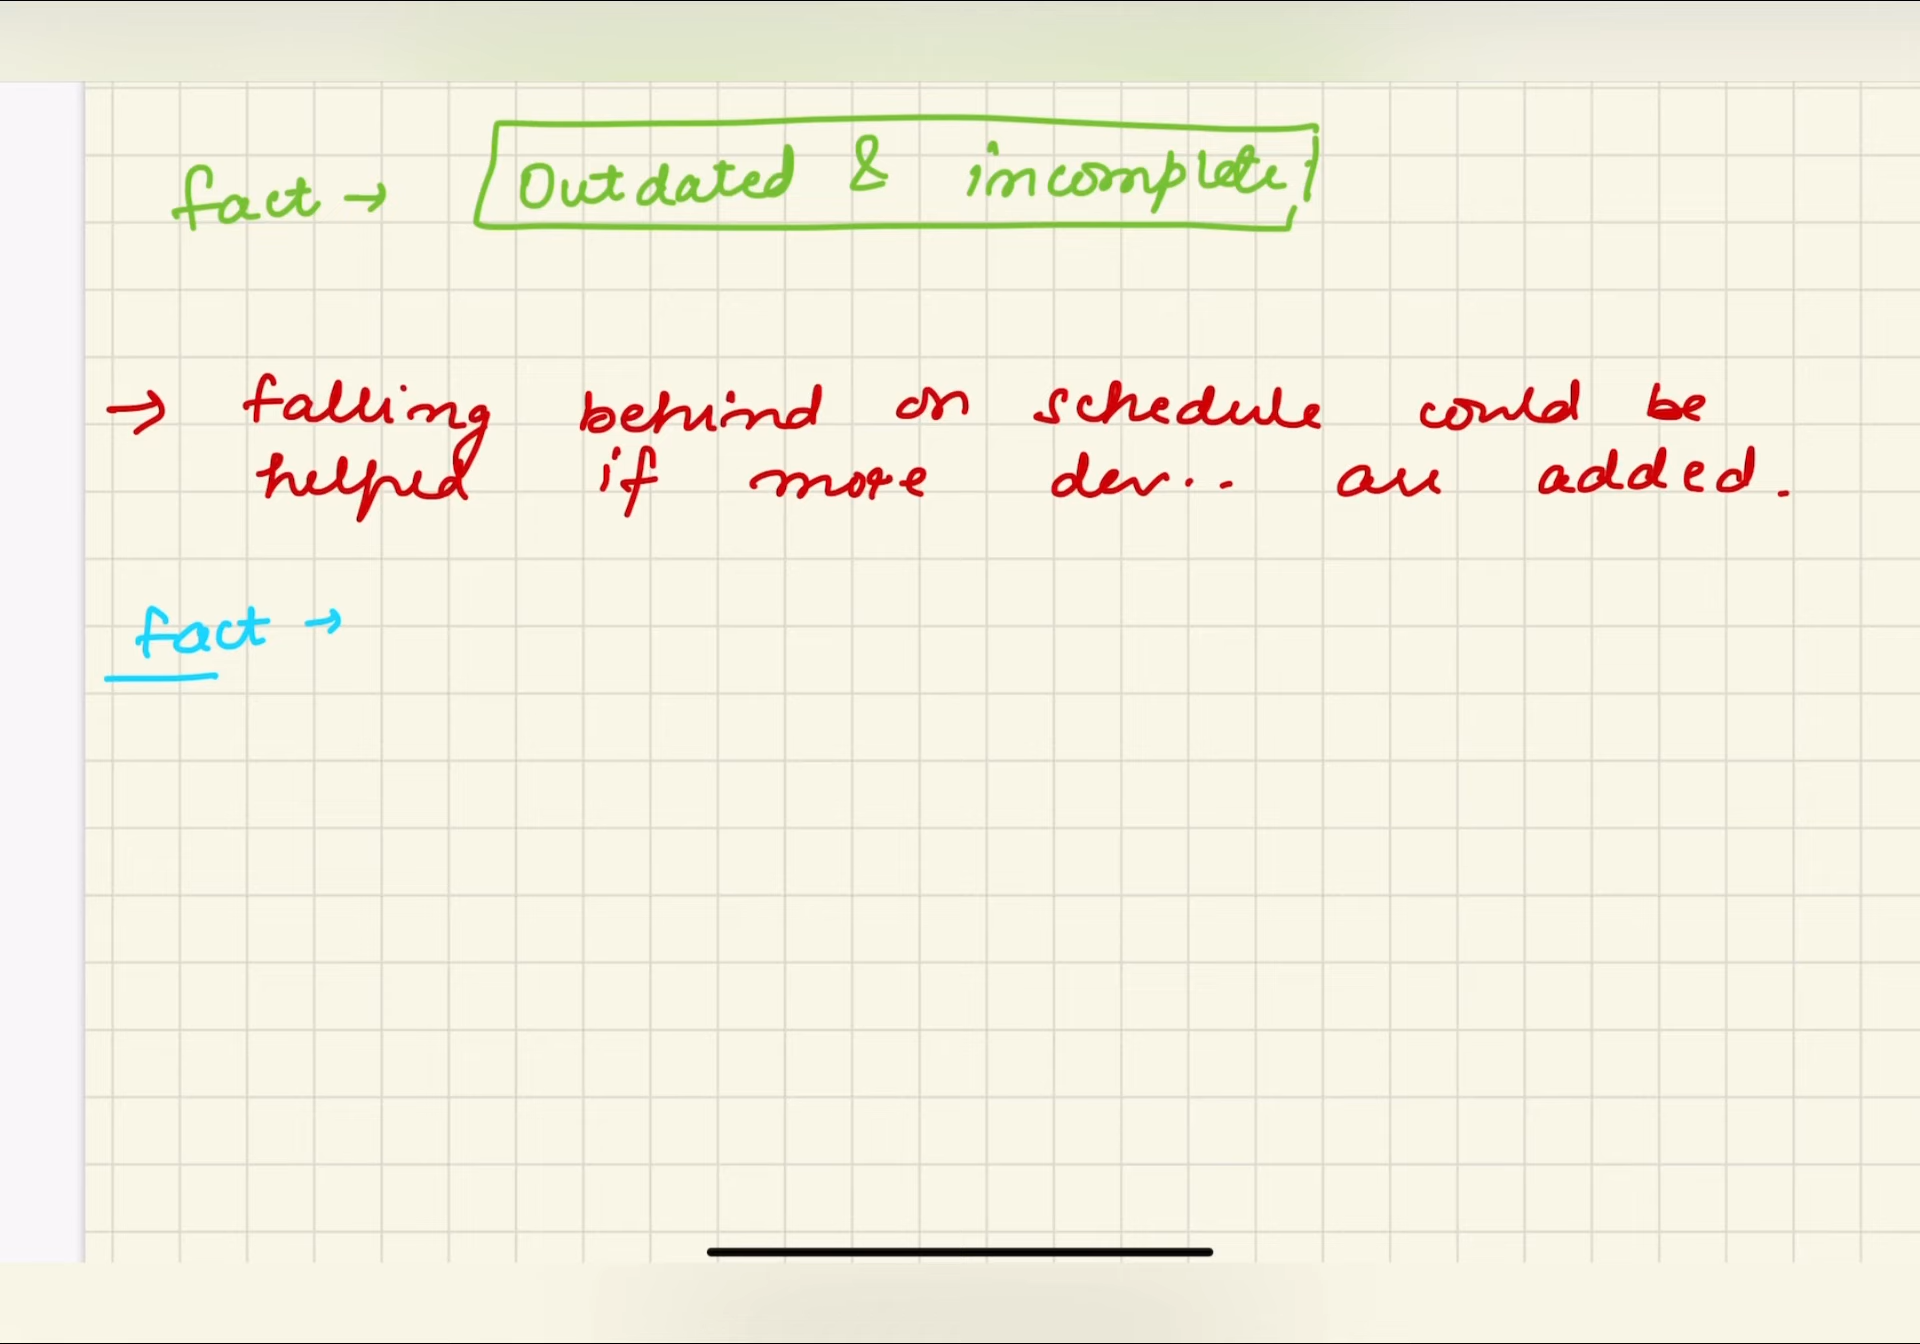 fact → Outdated & incomplete!
→ falling behind on schedule could be
helped if more dev.. are added.
fact →